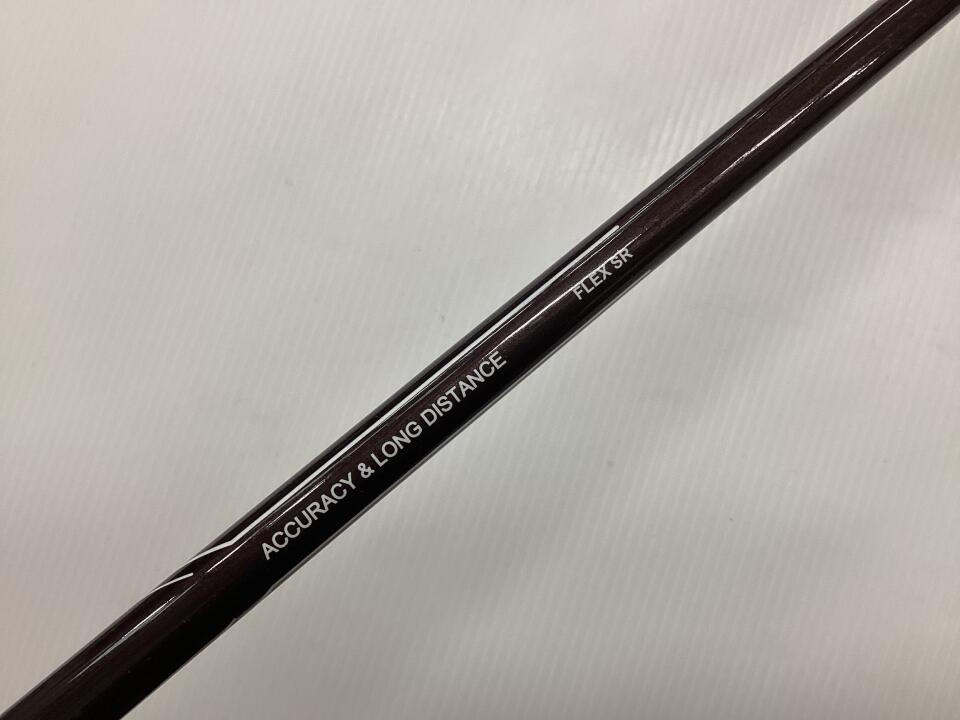 ACCURACY & LONG DISTANCE
FLEX SR